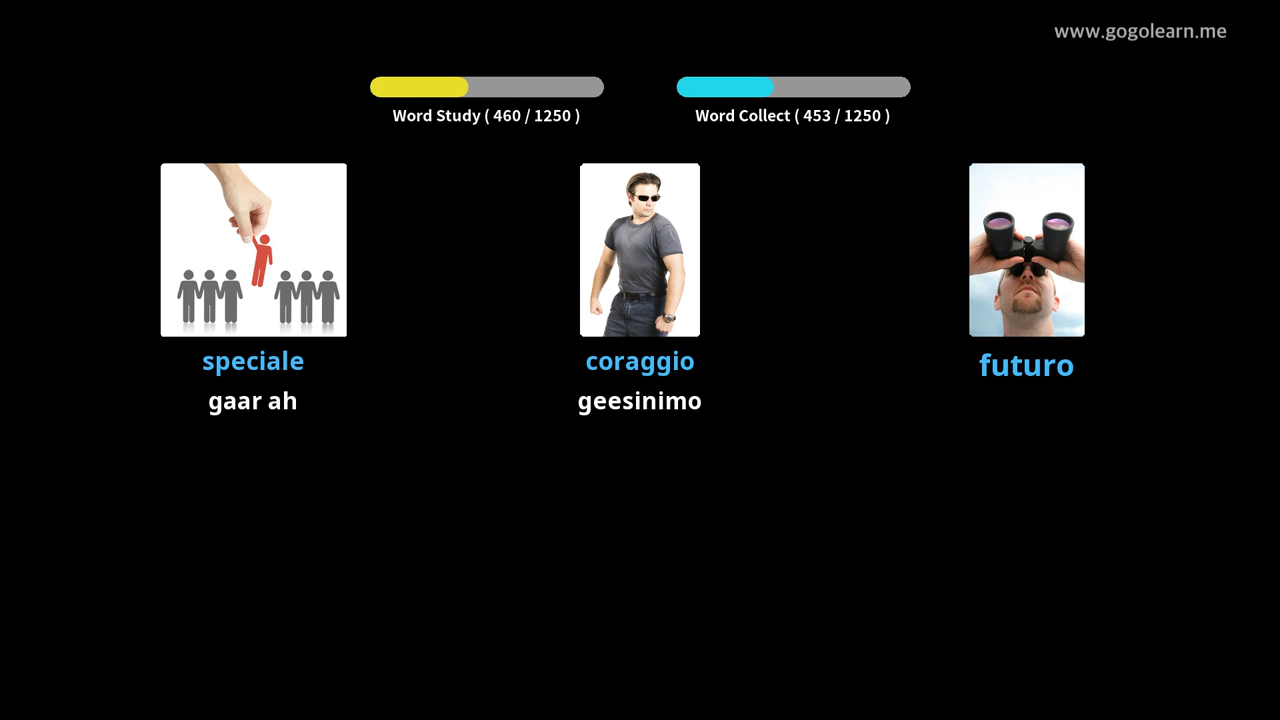 www.gogolearn.me
Word Study ( 460 / 1250 )
Word Collect ( 453 / 1250 )
speciale
gaar ah
coraggio
geesinimo
futuro